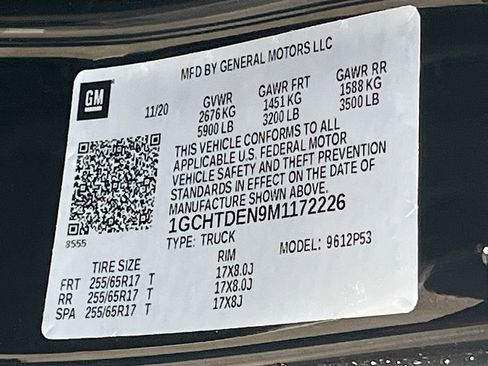 MFD BY GENERAL MOTORS LLC
GM
11/20
GVWR GAWR FRT GAWR RR
2676 KG 1451 KG 1588 KG
5900 LB 3200 LB 3500 LB
THIS VEHICLE CONFORMS TO ALL
APPLICABLE U.S. FEDERAL MOTOR
VEHICLE SAFETY AND THEFT PREVENTION
STANDARDS IN EFFECT ON THE DATE OF
MANUFACTURE SHOWN ABOVE.
1GCHTDEN9M1172226
8555
TYPE: TRUCK MODEL: 9612P53
TIRE SIZE RIM
FRT 255/65R17 T 17X8.0J
RR 255/65R17 T 17X8.0J
SPA 255/65R17 T 17X8J